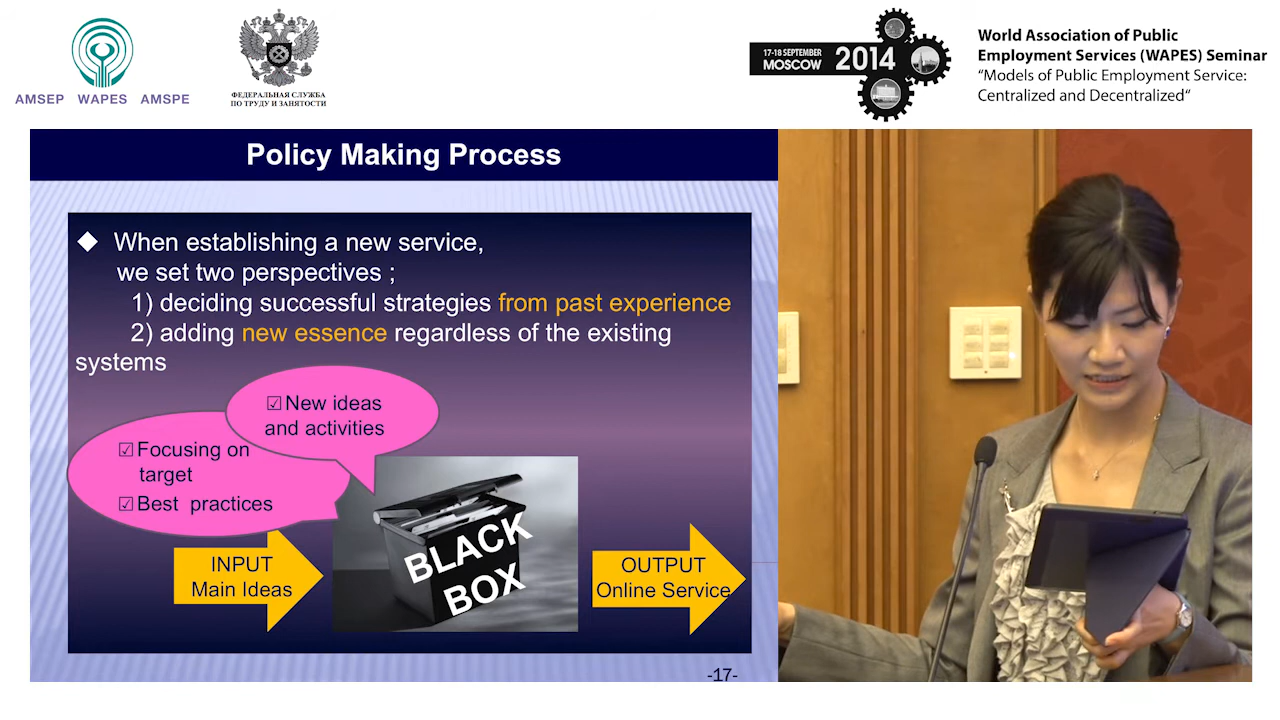 AMSEP WAPES AMSPE
ФЕДЕРАЛЬНАЯ СЛУЖБА
ПО ТРУДУ И ЗАНЯТОСТИ
17-18 SEPTEMBER
MOSCOW
2014
World Association of Public
Employment Services (WAPES) Seminar
“Models of Public Employment Service:
Centralized and Decentralized“
Policy Making Process
◆ When establishing a new service,
we set two perspectives ;
1) deciding successful strategies from past experience
2) adding new essence regardless of the existing
systems
☑New ideas
and activities
☑Focusing on
target
☑Best practices
INPUT
Main Ideas
BLACK
BOX
OUTPUT
Online Service
-17-